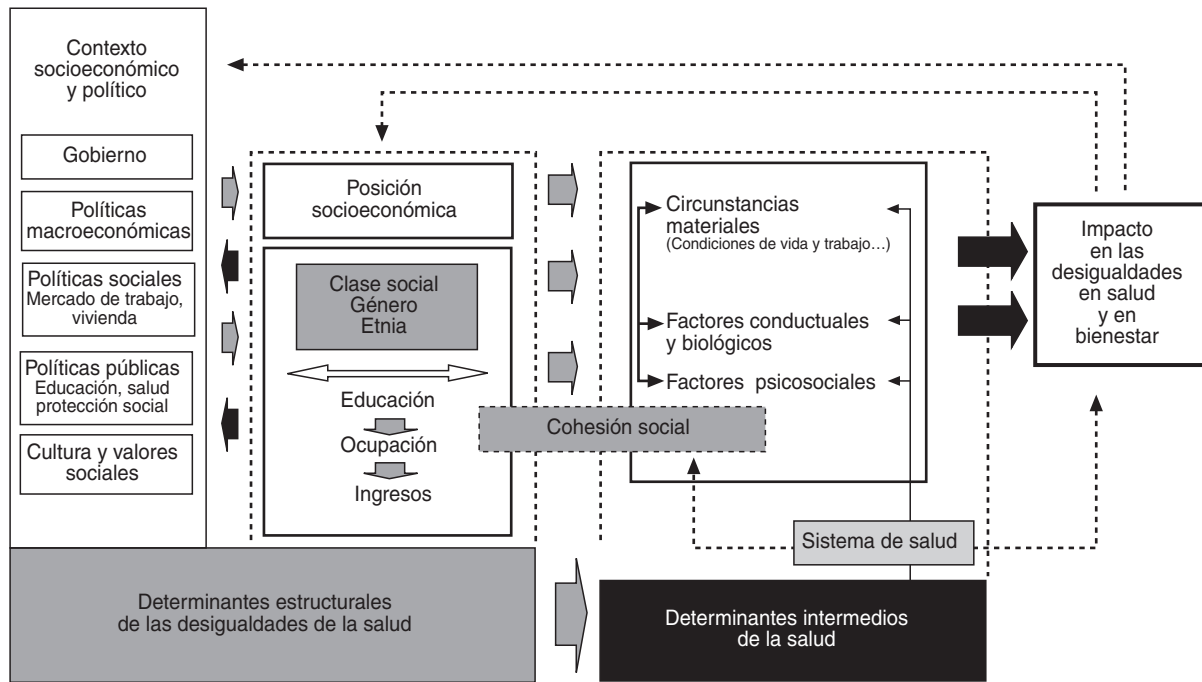 Contexto
socioeconómico
y político
Gobierno
Políticas
macroeconómicas
Políticas sociales
Mercado de trabajo,
vivienda
Políticas públicas
Educación, salud
protección social
Cultura y valores
sociales
Posición
socioeconómica
Clase social
Género
Etnia
Educación
Ocupación
Ingresos
Cohesión social
Circunstancias
materiales
(Condiciones de vida y trabajo…)
Factores conductuales
y biológicos
Factores psicosociales
Impacto
en las
desigualdades
en salud
y en
bienestar
Sistema de salud
Determinantes estructurales
de las desigualdades de la salud
Determinantes intermedios
de la salud